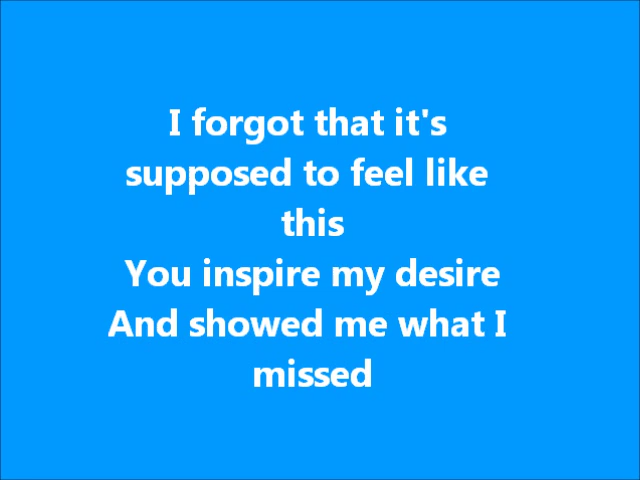 I forgot that it's
supposed to feel like
this
You inspire my desire
And showed me what I
missed